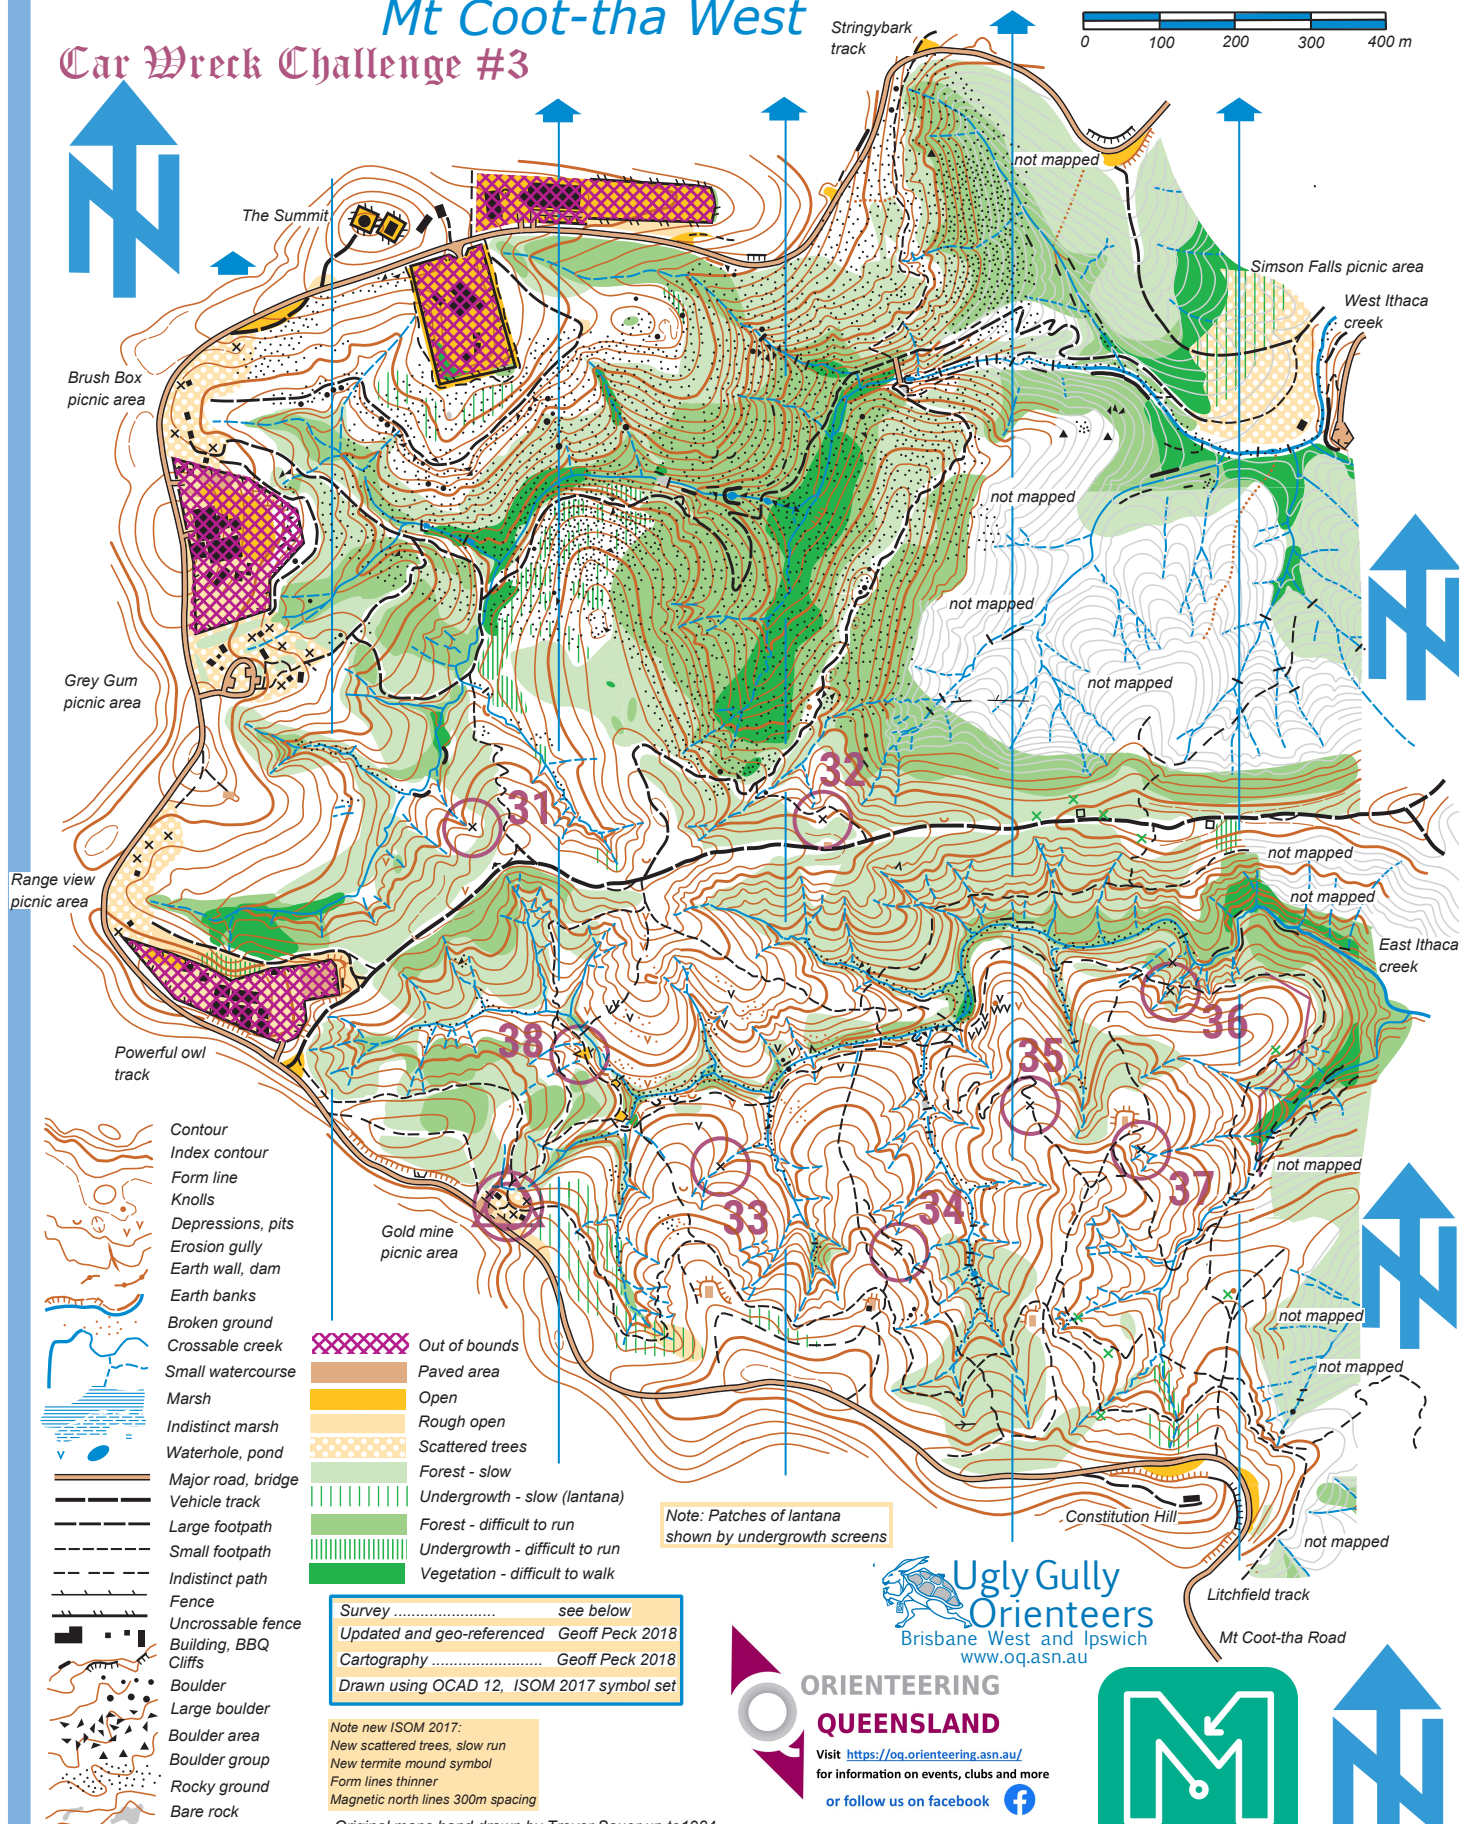 Mt Coot-tha West
Car Wreck Challenge #3
Stringybark
track
0 100 200 300 400 m
not mapped
The Summit
Simson Falls picnic area
West Ithaca
creek
Brush Box
picnic area
not mapped
not mapped
Grey Gum
picnic area
not mapped
32
31
not mapped
Range view
picnic area
not mapped
East Ithaca
creek
36
38
35
Powerful owl
track
not mapped
37
33
34
Gold mine
picnic area
not mapped
not mapped
Constitution Hill
not mapped
Litchfield track
Mt Coot-tha Road
Contour
Index contour
Form line
Knolls
Depressions, pits
Erosion gully
Earth wall, dam
Earth banks
Broken ground
Crossable creek
Small watercourse
Marsh
Indistinct marsh
Waterhole, pond
Major road, bridge
Vehicle track
Large footpath
Small footpath
Indistinct path
Fence
Uncrossable fence
Building, BBQ
Cliffs
Boulder
Large boulder
Boulder area
Boulder group
Rocky ground
Bare rock
Out of bounds
Paved area
Open
Rough open
Scattered trees
Forest - slow
Undergrowth - slow (lantana)
Forest - difficult to run
Undergrowth - difficult to run
Vegetation - difficult to walk
Note: Patches of lantana
shown by undergrowth screens
Survey ....................... see below
Updated and geo-referenced Geoff Peck 2018
Cartography ......................... Geoff Peck 2018
Drawn using OCAD 12, ISOM 2017 symbol set
Note new ISOM 2017:
New scattered trees, slow run
New termite mound symbol
Form lines thinner
Magnetic north lines 300m spacing
Ugly Gully
Orienteers
Brisbane West and Ipswich
www.oq.asn.au
ORIENTEERING
QUEENSLAND
Visit https://oq.orienteering.asn.au/
for information on events, clubs and more
or follow us on facebook